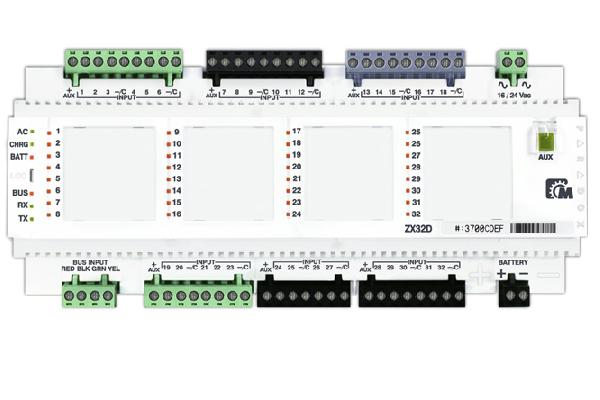 + AUX 1 2 3 -/C 4 5 6 -/C
INPUT
+ AUX 7 8 9 -/C 10 11 12 -/C
INPUT
+ AUX 13 14 15 -/C 16 17 18 -/C
INPUT
16 / 24 Vac
AC
CHRG
BATT
BUS
RX
TX
1
2
3
4
5
6
7
8
9
10
11
12
13
14
15
16
17
18
19
20
21
22
23
24
25
26
27
28
29
30
31
32
AUX
CM
ZX32D
#:3700CDEF
BUS INPUT
RED BLK GRN YEL
INPUT
+ AUX 19 20 -/C 21 22 23 -/C
INPUT
+ AUX 24 25 -/C 26 27 -/C
INPUT
+ AUX 28 29 -/C 30 31 32 -/C
BATTERY
+ −